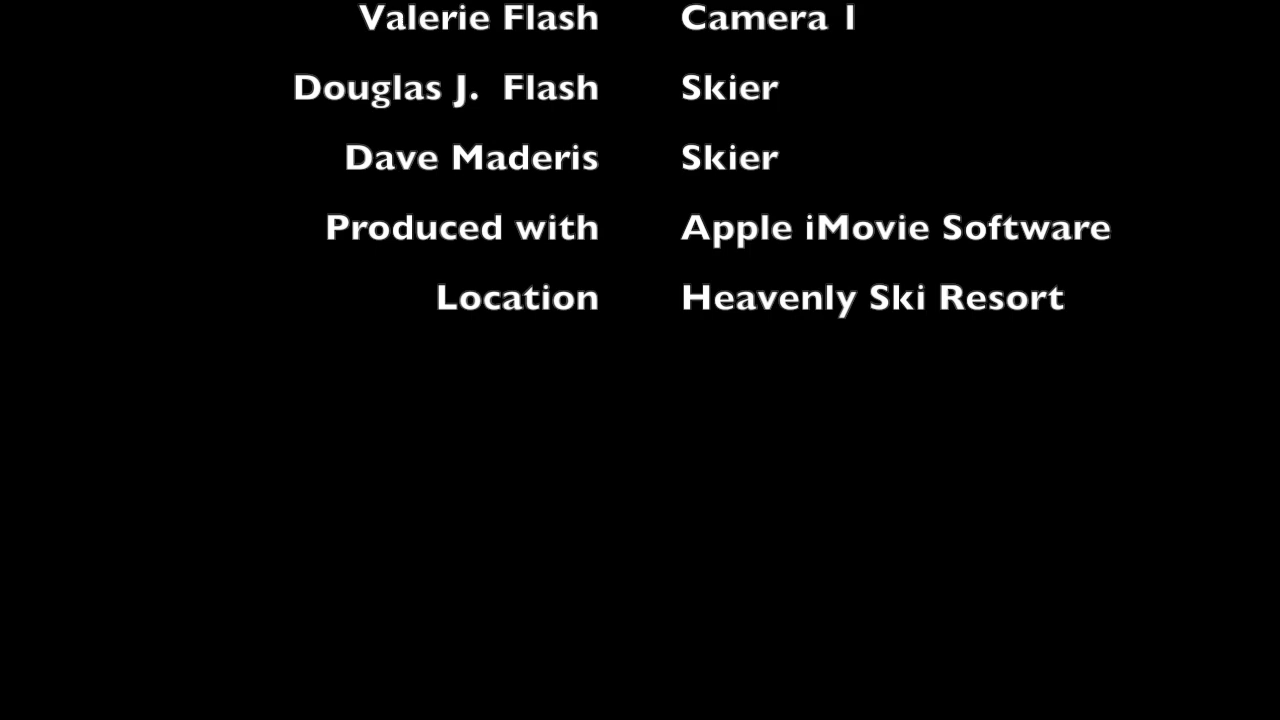 Valerie Flash Camera 1
Douglas J.  Flash Skier
Dave Maderis Skier
Produced with Apple iMovie Software
Location Heavenly Ski Resort